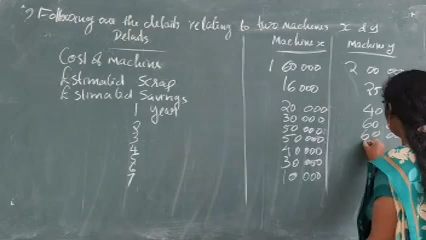 1) Following are the details relating to two machines x & y
Details Machine x Machine y
Cost of machine 1 60 000 2 00 000
Estimated Scrap 16 000
Estimated Savings
1 year 20 000 40
2 30 000 60
3 50 000 60
4 50 000
5 40 000
6 30 000
7 10 000